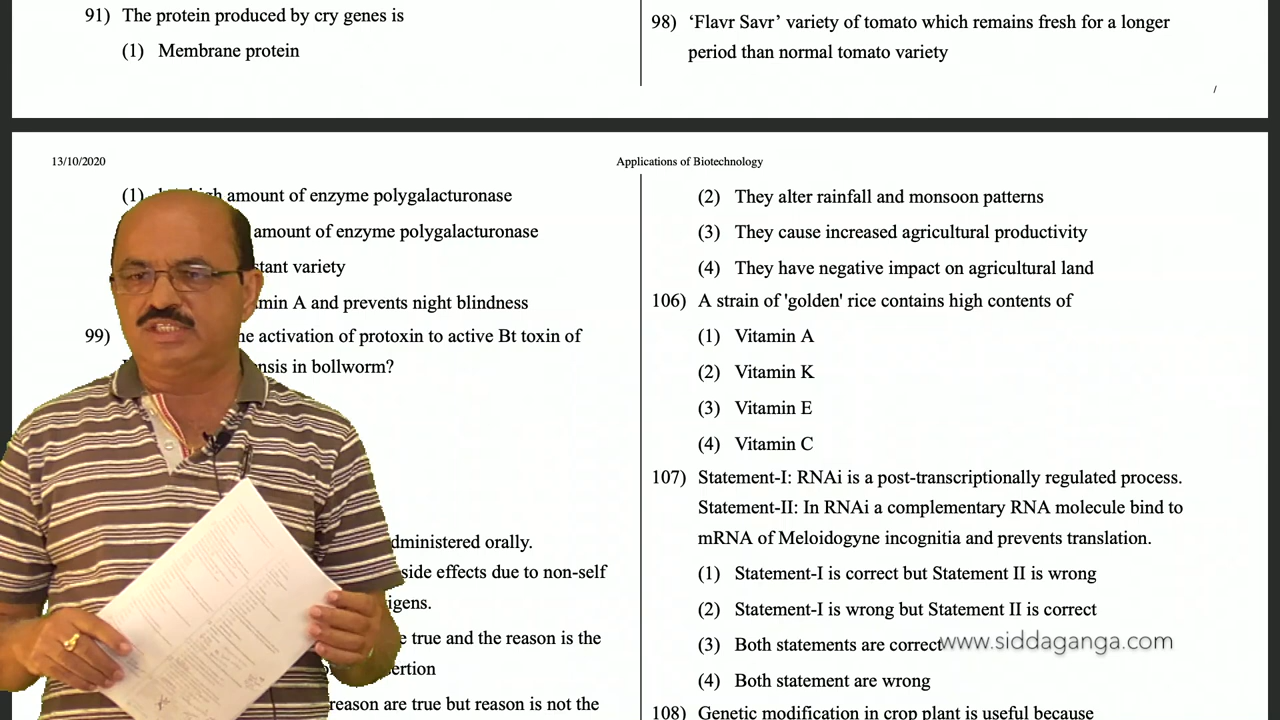 91) The protein produced by cry genes is
(1) Membrane protein
98) ‘Flavr Savr’ variety of tomato which remains fresh for a longer
period than normal tomato variety
/
13/10/2020
Applications of Biotechnology
(1) high amount of enzyme polygalacturonase
amount of enzyme polygalacturonase
variety
and prevents night blindness
99) activation of protoxin to active Bt toxin of
in bollworm?
orally.
side effects due to non-self
true and the reason is the
reason are true but reason is not the
(2) They alter rainfall and monsoon patterns
(3) They cause increased agricultural productivity
(4) They have negative impact on agricultural land
106) A strain of 'golden' rice contains high contents of
(1) Vitamin A
(2) Vitamin K
(3) Vitamin E
(4) Vitamin C
107) Statement-I: RNAi is a post-transcriptionally regulated process.
Statement-II: In RNAi a complementary RNA molecule bind to
mRNA of Meloidogyne incognitia and prevents translation.
(1) Statement-I is correct but Statement II is wrong
(2) Statement-I is wrong but Statement II is correct
(3) Both statements are correct
(4) Both statement are wrong
108) Genetic modification in crop plant is useful because
www.siddaganga.com